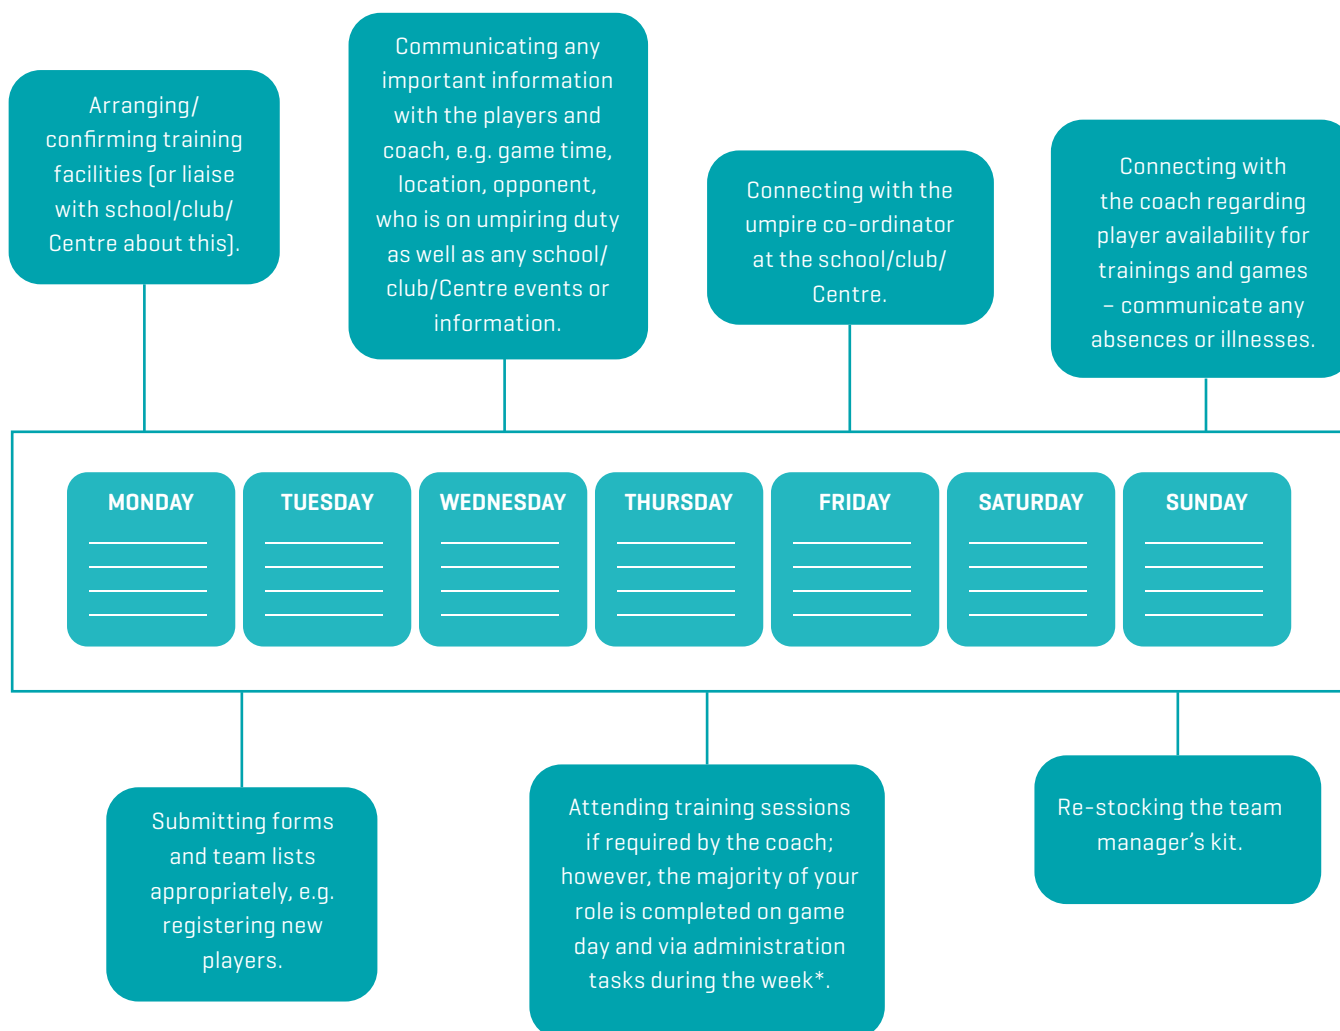 Arranging/
confirming training
facilities (or liaise
with school/club/
Centre about this).
Communicating any
important information
with the players and
coach, e.g. game time,
location, opponent,
who is on umpiring duty
as well as any school/
club/Centre events or
information.
Connecting with the
umpire co-ordinator
at the school/club/
Centre.
Connecting with
the coach regarding
player availability for
trainings and games
– communicate any
absences or illnesses.
MONDAY
TUESDAY
WEDNESDAY
THURSDAY
FRIDAY
SATURDAY
SUNDAY
Submitting forms
and team lists
appropriately, e.g.
registering new
players.
Attending training sessions
if required by the coach;
however, the majority of your
role is completed on game
day and via administration
tasks during the week*.
Re-stocking the team
manager’s kit.